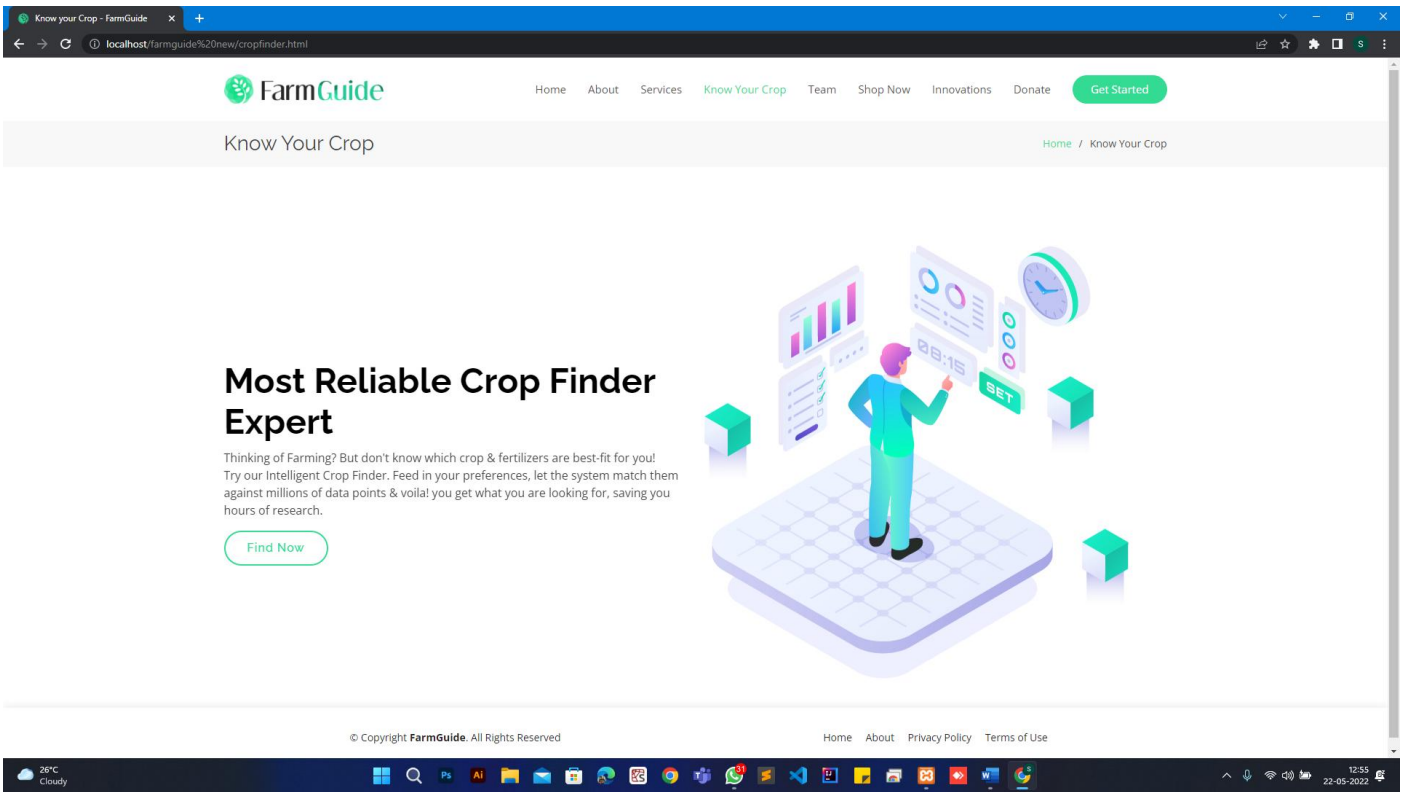 Know your Crop - FarmGuide
localhost/farmguide%20new/cropfinder.html
S
FarmGuide
Home About Services Know Your Crop Team Shop Now Innovations Donate Get Started
Know Your Crop
Home / Know Your Crop
08:15
SET
Most Reliable Crop Finder
Expert
Thinking of Farming? But don't know which crop & fertilizers are best-fit for you!
Try our Intelligent Crop Finder. Feed in your preferences, let the system match them
against millions of data points & voila! you get what you are looking for, saving you
hours of research.
Find Now
© Copyright FarmGuide. All Rights Reserved
Home About Privacy Policy Terms of Use
26°C
Cloudy
Ps
Ai
31
S
12:55
22-05-2022